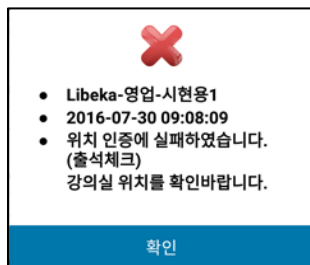 ● Libeka-영업-시현용1
● 2016-07-30 09:08:09
● 위치 인증에 실패하였습니다.
(출석체크)
강의실 위치를 확인바랍니다.
확인